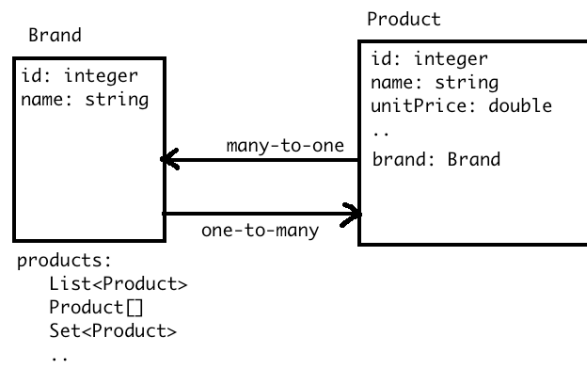 Brand
id: integer
name: string
products:
List<Product>
Product[]
Set<Product>
..
many-to-one
one-to-many
Product
id: integer
name: string
unitPrice: double
..
brand: Brand